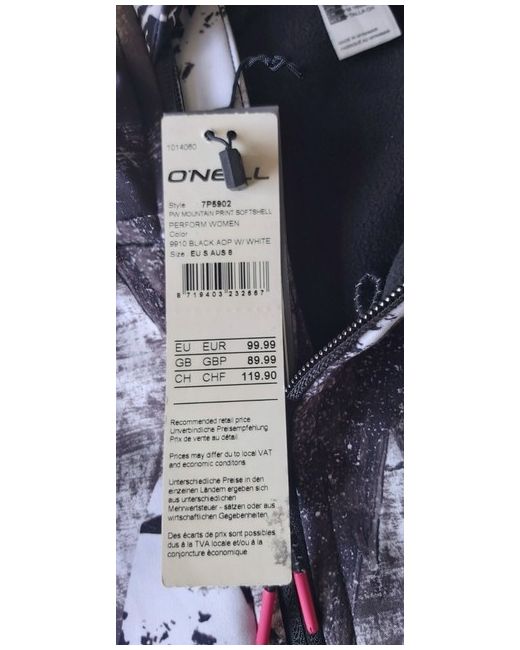 1014060
O'NEILL
Style 7P5902
PW MOUNTAIN PRINT SOFTSHELL
PERFORM WOMEN
Color
9910 BLACK AOP W/ WHITE
Size EU S AUS 8
8 719403 232667
EU EUR 99.99
GB GBP 89.99
CH CHF 119.90
Recommended retail price
Unverbindliche Preisempfehlung
Prix de vente au détail
Prices may differ du to local VAT
and economic conditons
Unterschiedliche Preise in den
einzelnen Ländern ergeben sich
aus unterschiedlichen
Mehrwertsteuer - sätzen oder aus
wirtschaftlichen Gegebenheiten.
Des écarts de prix sont possibles
dus à la TVA locale et/ou à la
conjoncture économique